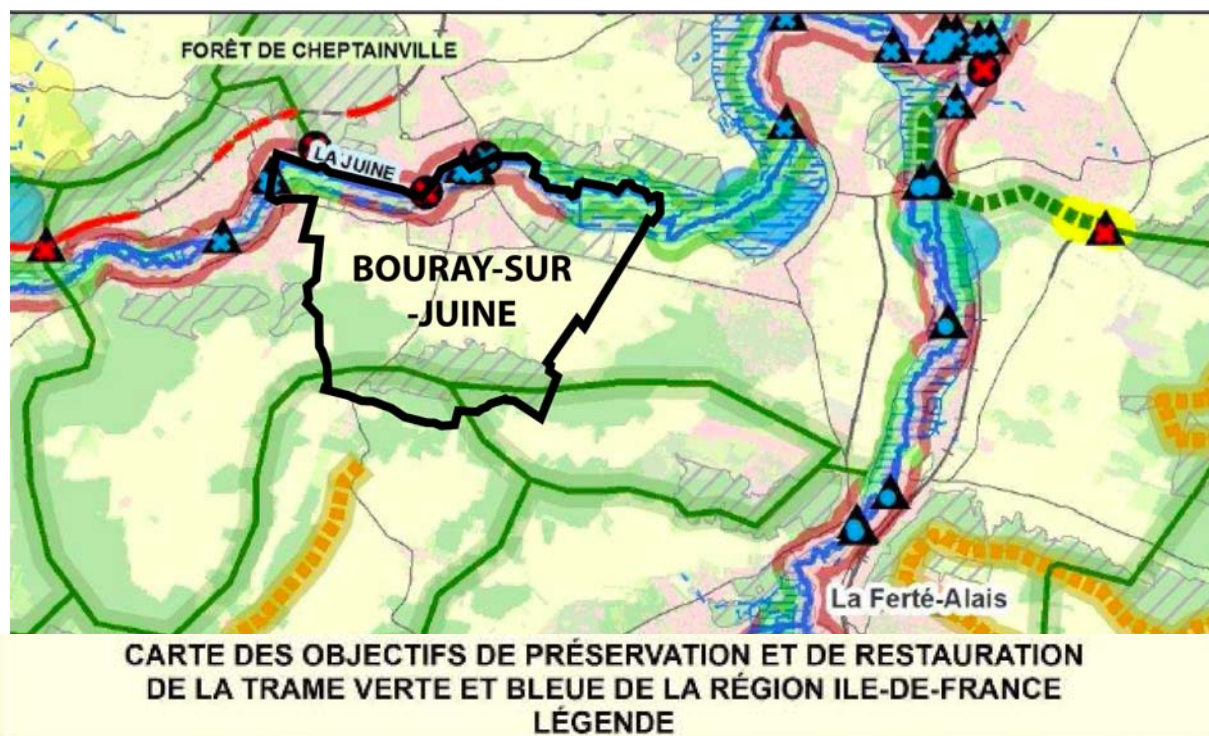 FORÊT DE CHEPTAINVILLE
LA JUINE
BOURAY-SUR
-JUINE
La Ferté-Alais
CARTE DES OBJECTIFS DE PRÉSERVATION ET DE RESTAURATION
DE LA TRAME VERTE ET BLEUE DE LA RÉGION ILE-DE-FRANCE
LÉGENDE